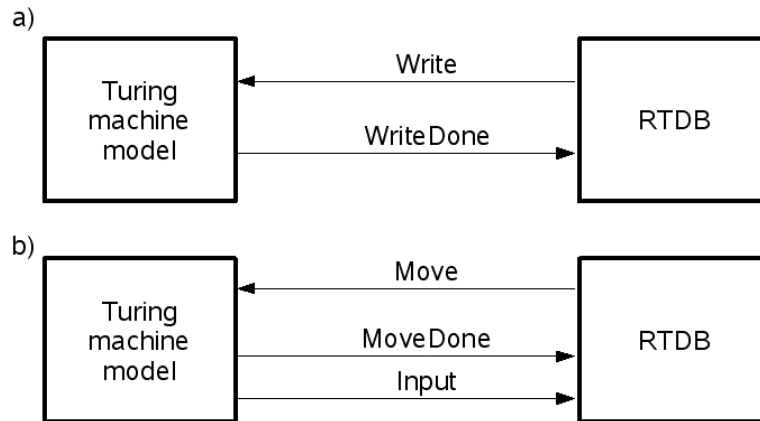 a)
Turing
machine
model
Write
WriteDone
RTDB
b)
Turing
machine
model
Move
MoveDone
Input
RTDB